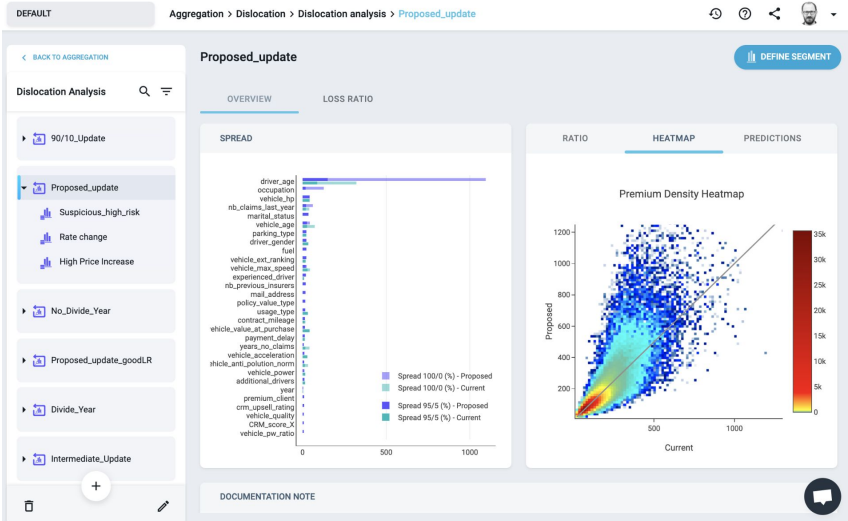 DEFAULT
Aggregation > Dislocation > Dislocation analysis > Proposed_update
BACK TO AGGREGATION
Dislocation Analysis
90/10_Update
Proposed_update
Suspicious_high_risk
Rate change
High Price Increase
No_Divide_Year
Proposed_update_goodLR
Divide_Year
Intermediate_Update
+
Proposed_update
DEFINE SEGMENT
OVERVIEW
LOSS RATIO
SPREAD
driver_age
occupation
vehicle_hp
nb_claims_last_year
marital_status
vehicle_age
parking_type
driver_gender
fuel
vehicle_ext_ranking
vehicle_max_speed
experienced_driver
nb_previous_insurers
mail_address
policy_value_type
usage_type
contract_mileage
ehicle_value_at_purchase
payment_delay
years_no_claims
vehicle_acceleration
ehicle_anti_polution_norm
vehicle_power
additional_drivers
year
premium_client
crm_upsell_rating
vehicle_quality
CRM_score_X
vehicle_pw_ratio
Spread 100/0 (%) - Proposed
Spread 100/0 (%) - Current
Spread 95/5 (%) - Proposed
Spread 95/5 (%) - Current
0
500
1000
RATIO
HEATMAP
PREDICTIONS
Premium Density Heatmap
Proposed
1200
1000
800
600
400
200
500
1000
Current
35k
30k
25k
20k
15k
10k
5k
0
DOCUMENTATION NOTE